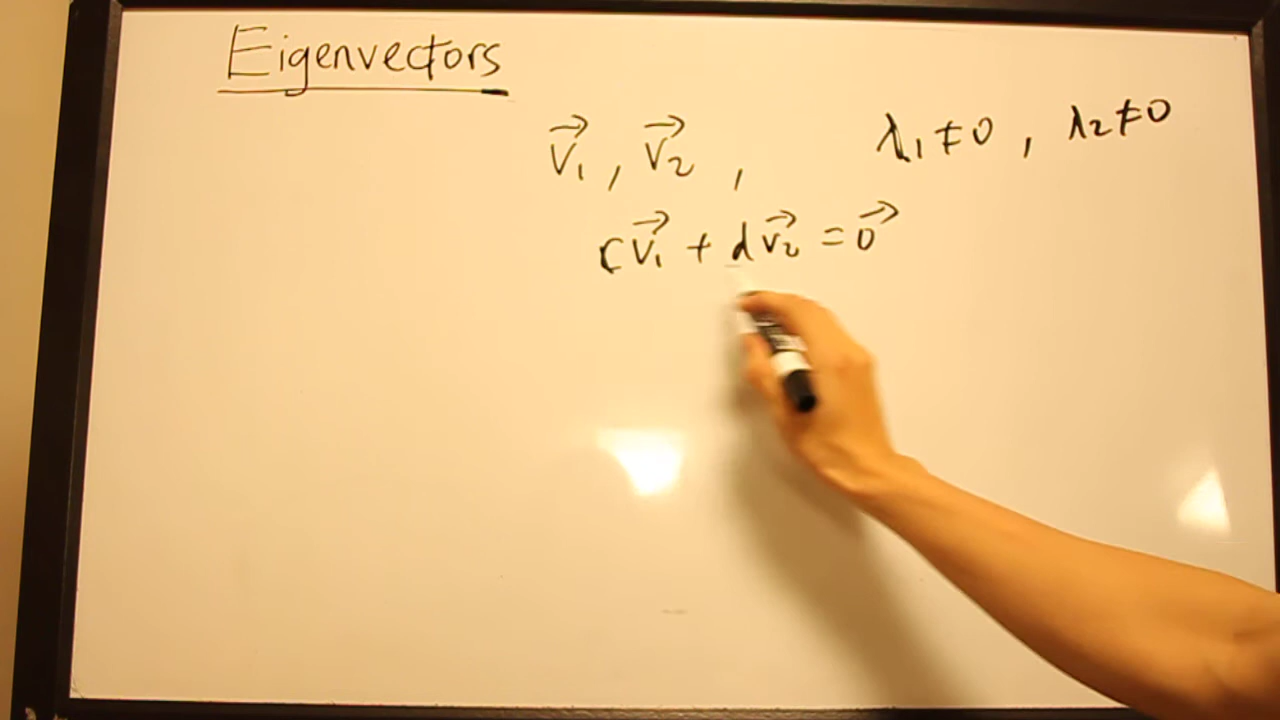 Eigenvectors
v⃗₁ , v⃗₂ , λ₁≠0 , λ₂≠0
cv⃗₁ + dv⃗₂ = 0⃗